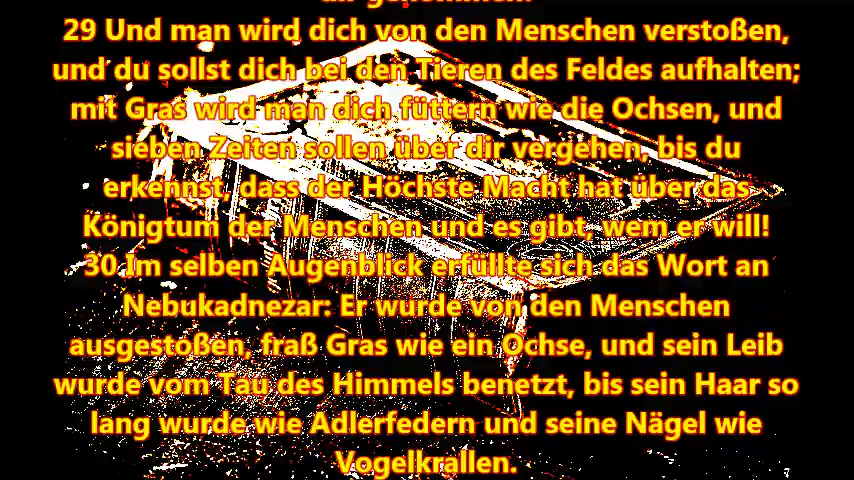 dir genommen!
29 Und man wird dich von den Menschen verstoßen,
und du sollst dich bei den Tieren des Feldes aufhalten;
mit Gras wird man dich füttern wie die Ochsen, und
sieben Zeiten sollen über dir vergehen, bis du
erkennst, dass der Höchste Macht hat über das
Königtum der Menschen und es gibt, wem er will!
30 Im selben Augenblick erfüllte sich das Wort an
Nebukadnezar: Er wurde von den Menschen
ausgestoßen, fraß Gras wie ein Ochse, und sein Leib
wurde vom Tau des Himmels benetzt, bis sein Haar so
lang wurde wie Adlerfedern und seine Nägel wie
Vogelkrallen.